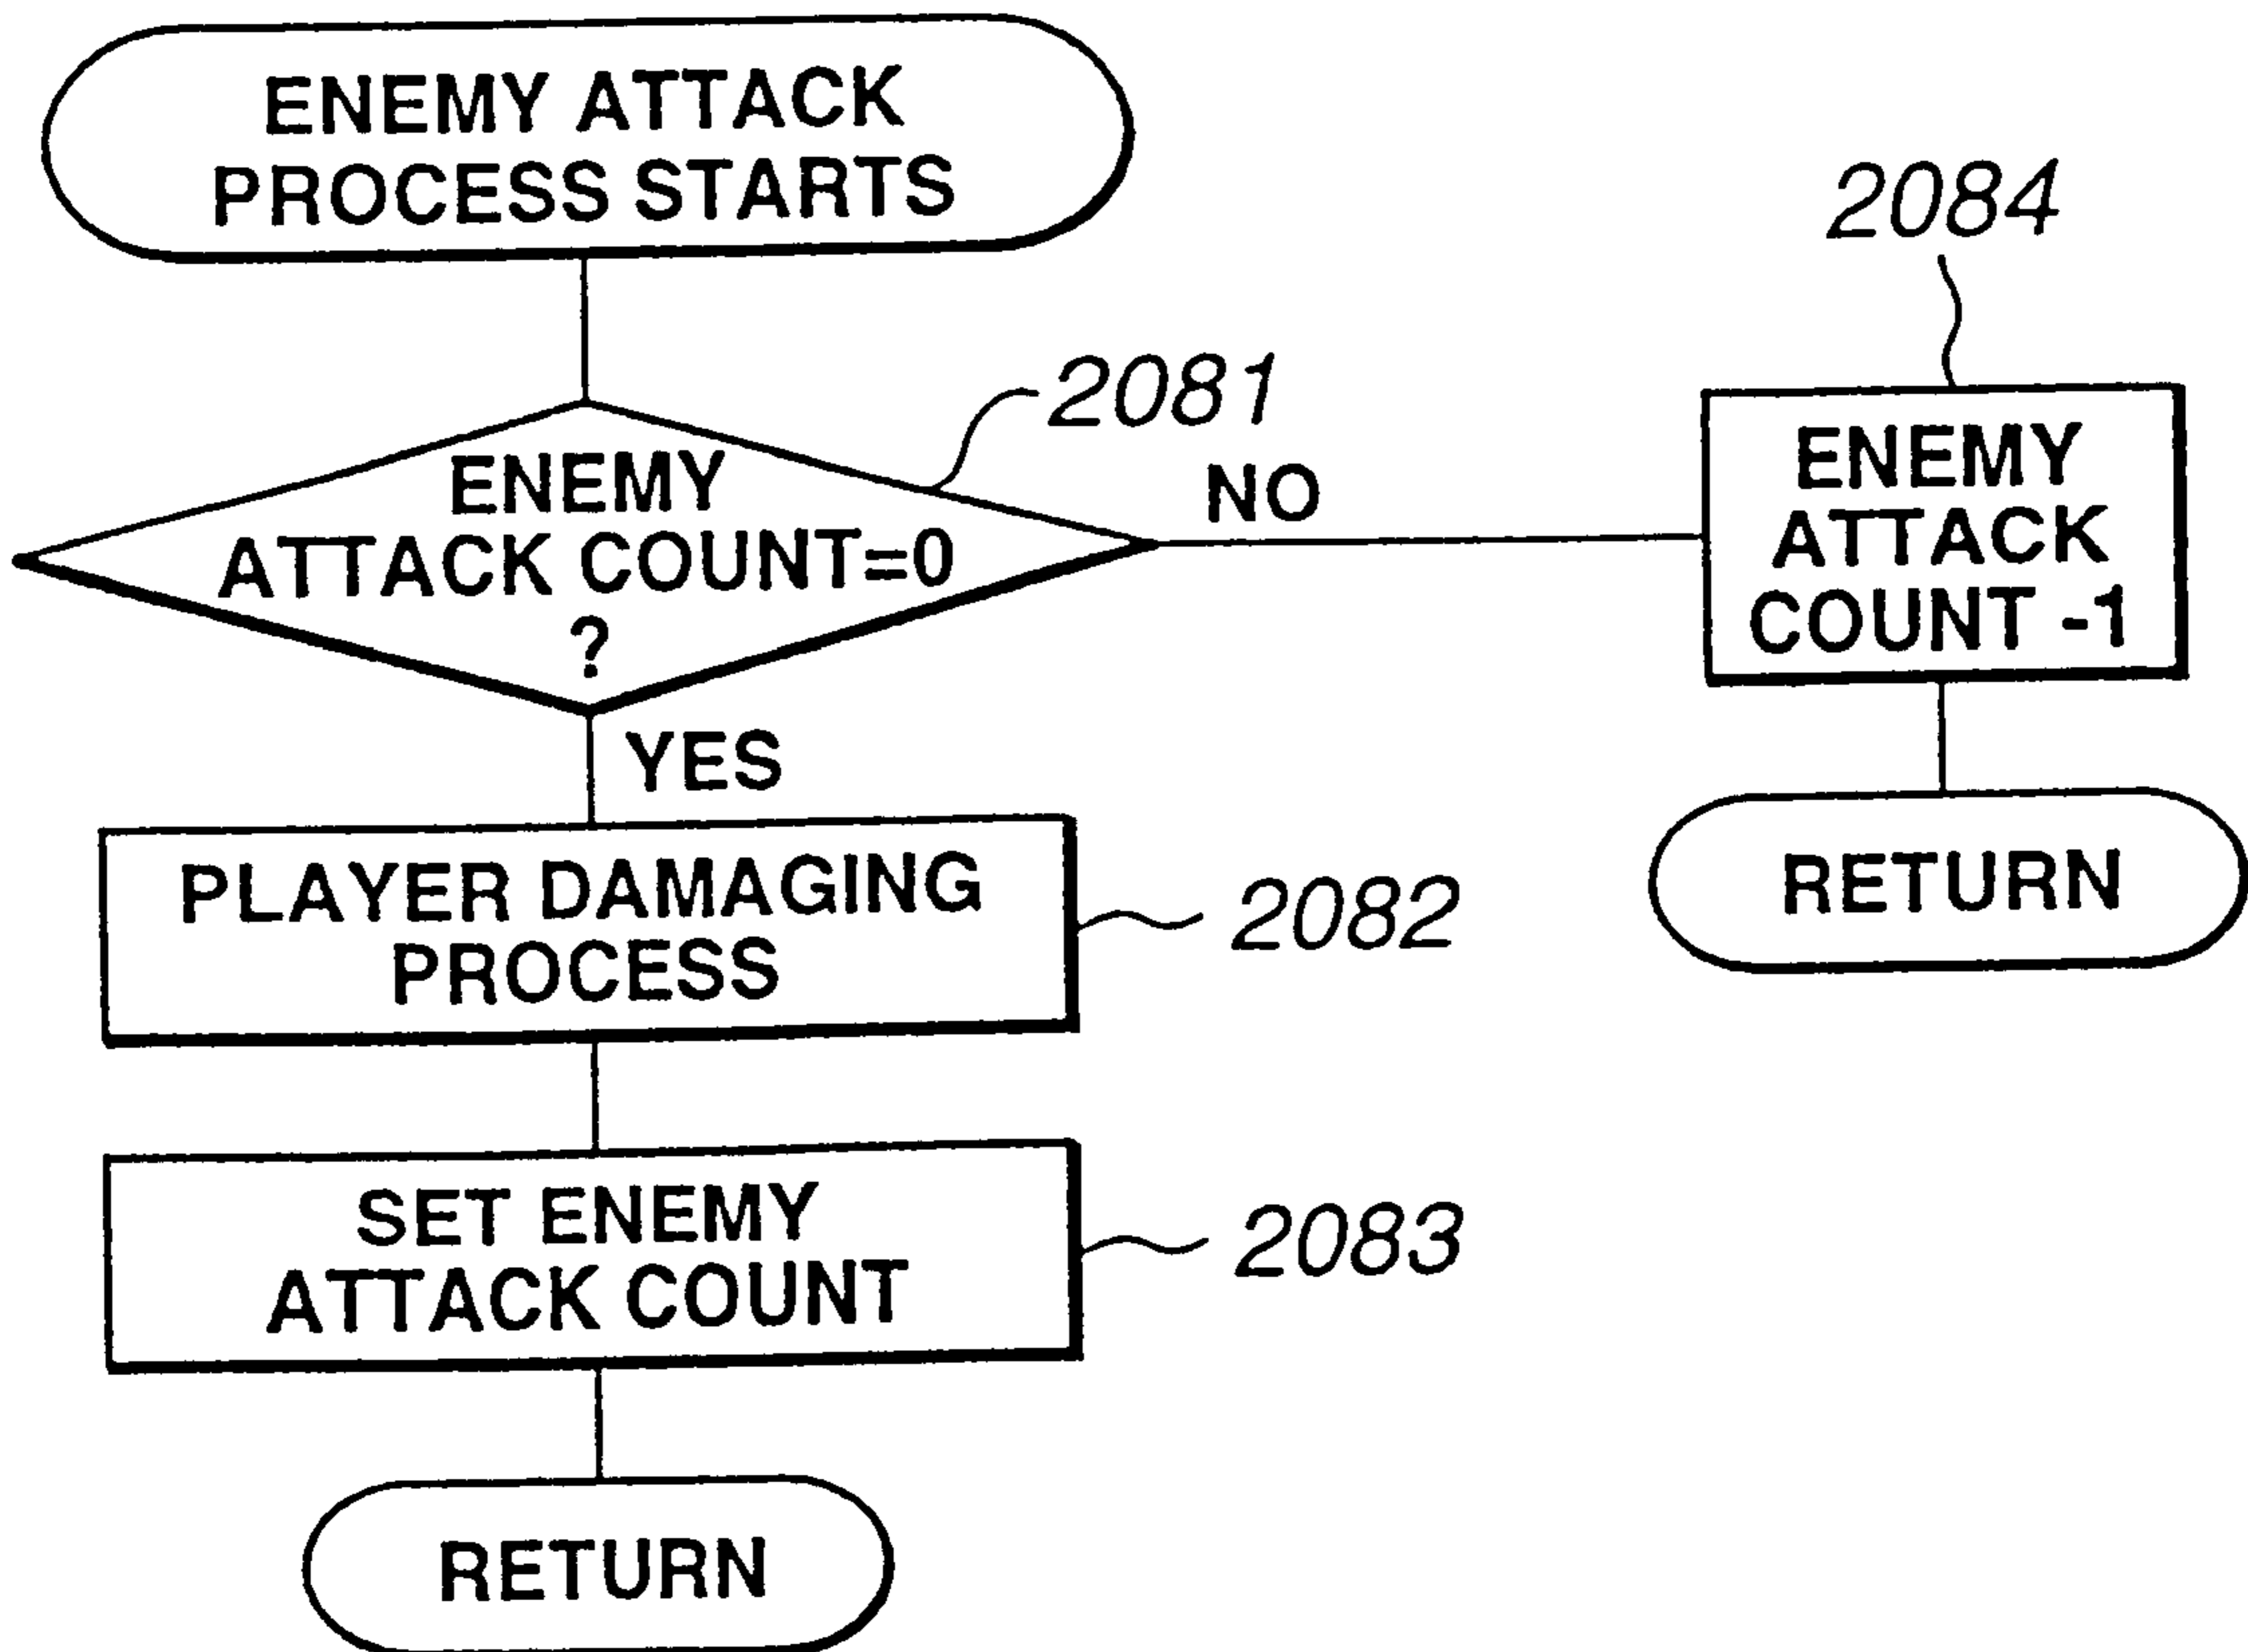 ENEMY ATTACK
PROCESS STARTS
2084
2081
ENEMY
ATTACK COUNT=0
?
NO
ENEMY
ATTACK
COUNT -1
YES
RETURN
PLAYER DAMAGING
PROCESS
2082
SET ENEMY
ATTACK COUNT
2083
RETURN